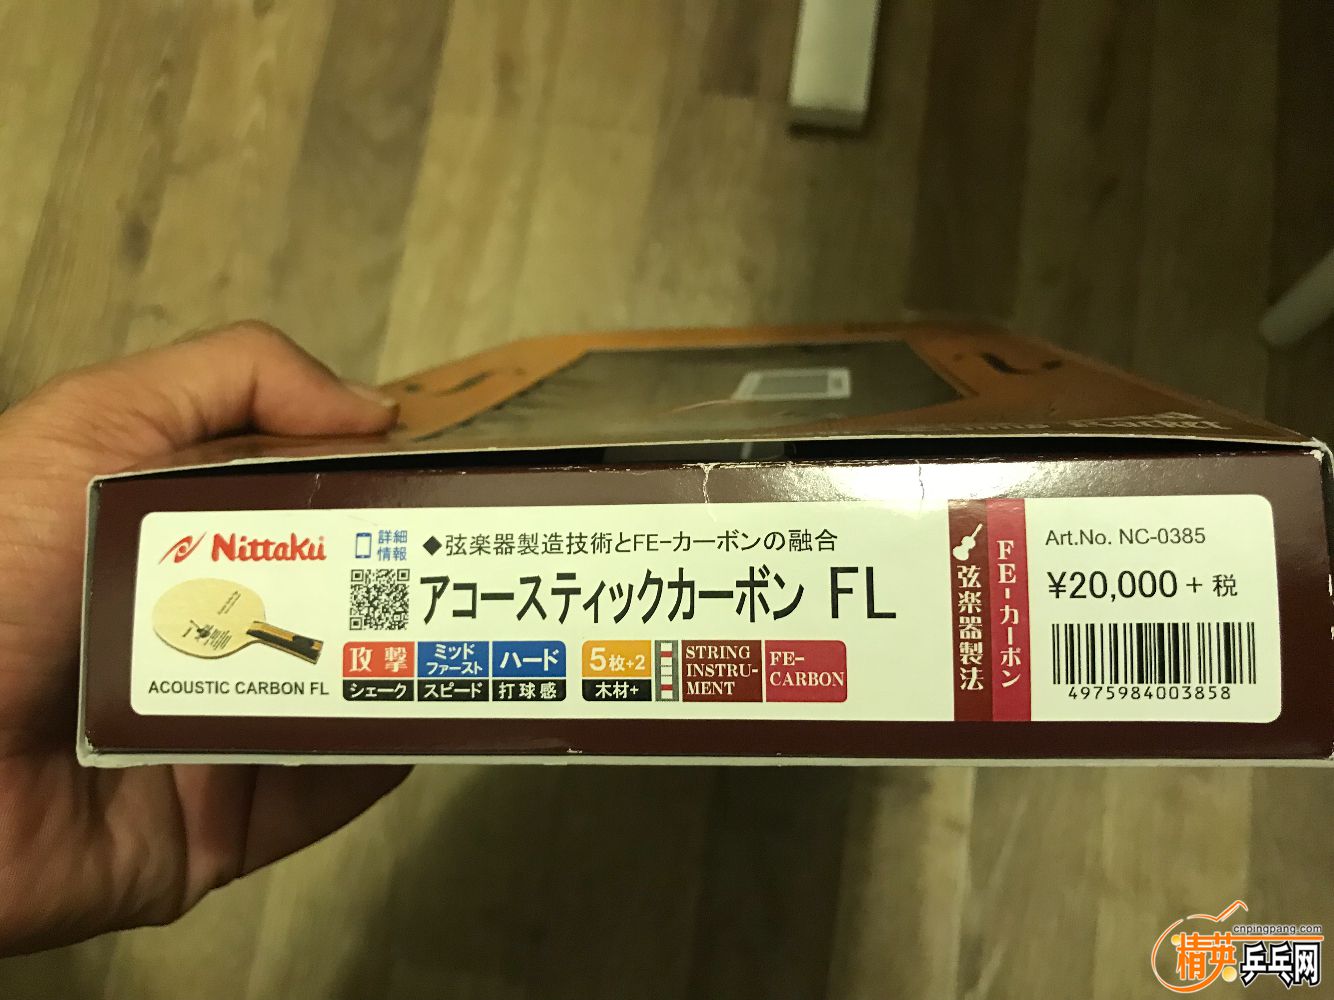 Nittaku
詳細
情報
◆弦楽器製造技術とFE-カーボンの融合
アコースティックカーボン FL
ACOUSTIC CARBON FL
攻撃
シェーク
ミッド
ファースト
スピード
ハード
打球感
5枚+2
木材+
STRING
INSTRU-
MENT
FE-
CARBON
弦楽器製法
FE-カーボン
Art.No. NC-0385
¥20,000 + 税
4975984003858
cnpingpang.com
精英乒乓网